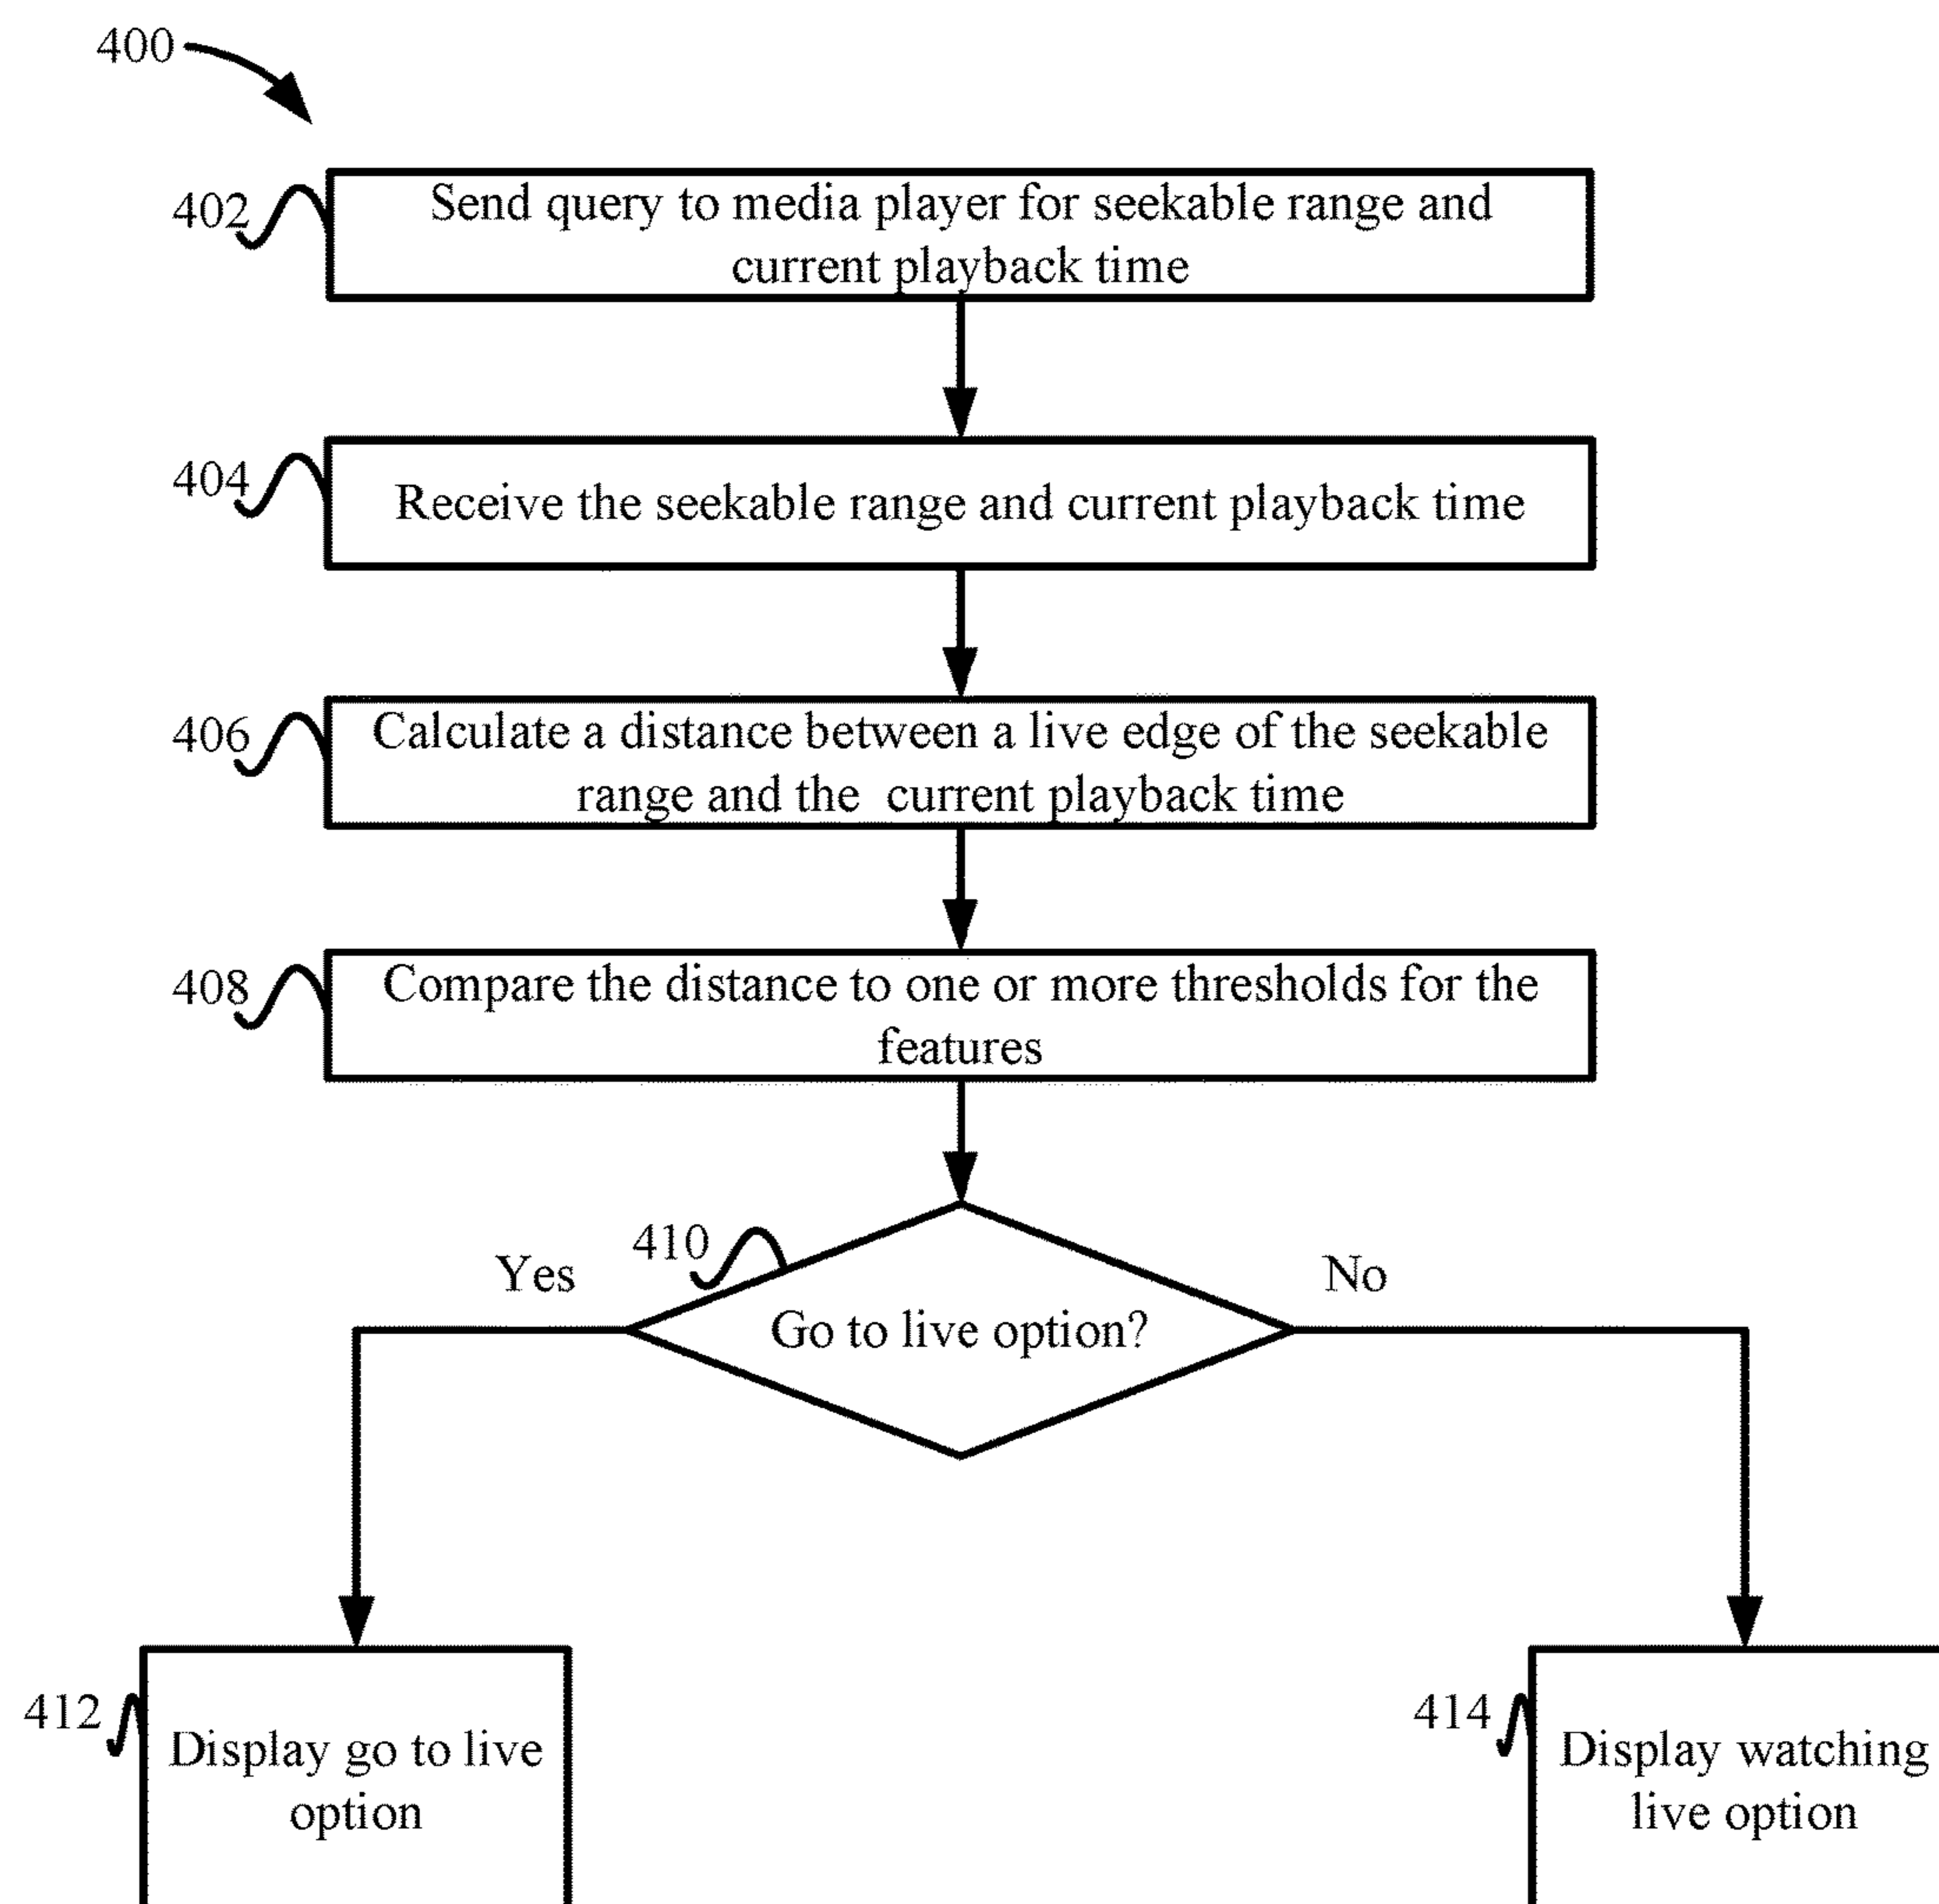 400
402
Send query to media player for seekable range and
current playback time
404
Receive the seekable range and current playback time
406
Calculate a distance between a live edge of the seekable
range and the current playback time
408
Compare the distance to one or more thresholds for the
features
410
Yes
No
Go to live option?
412
Display go to live
option
414
Display watching
live option